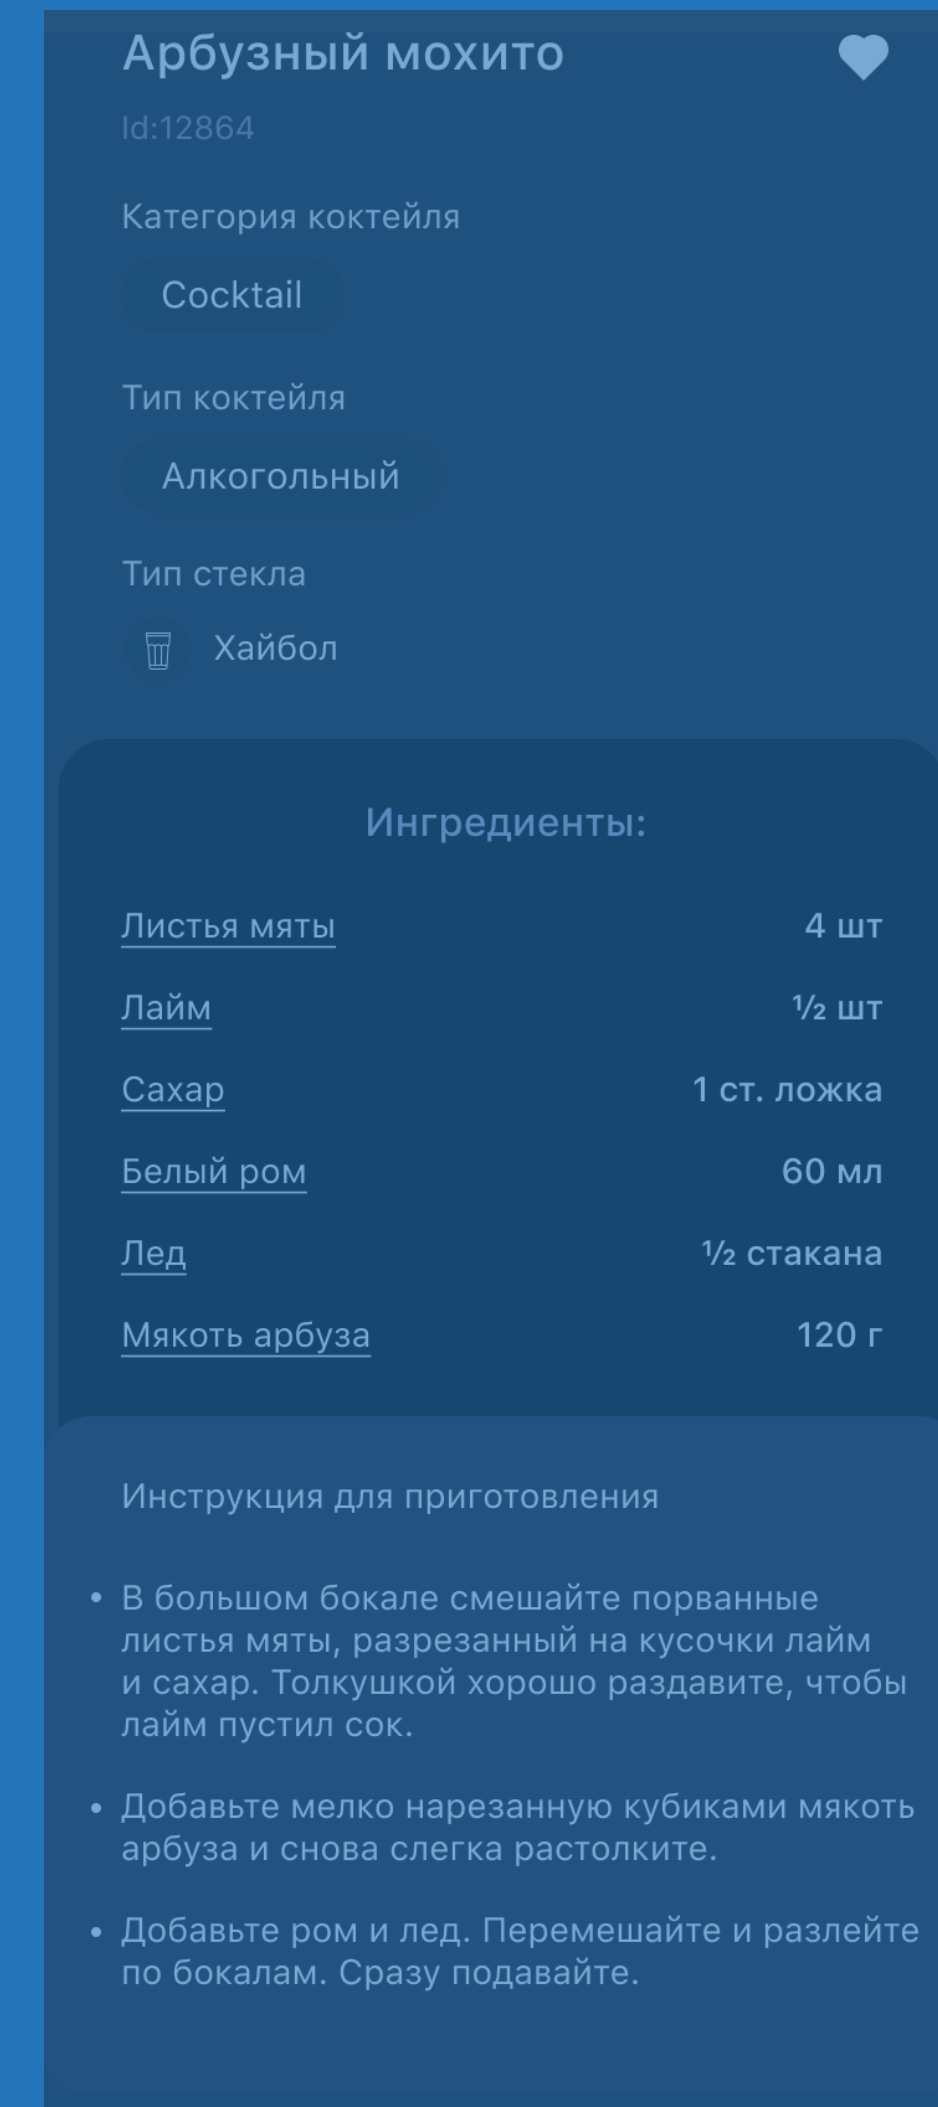 Арбузный мохито
Id:12864
Категория коктейля
Cocktail
Тип коктейля
Алкогольный
Тип стекла
Хайбол
Ингредиенты:
Листья мяты 4 шт
Лайм ½ шт
Сахар 1 ст. ложка
Белый ром 60 мл
Лед ½ стакана
Мякоть арбуза 120 г
Инструкция для приготовления
• В большом бокале смешайте порванные
листья мяты, разрезанный на кусочки лайм
и сахар. Толкушкой хорошо раздавите, чтобы
лайм пустил сок.
• Добавьте мелко нарезанную кубиками мякоть
арбуза и снова слегка растолките.
• Добавьте ром и лед. Перемешайте и разлейте
по бокалам. Сразу подавайте.